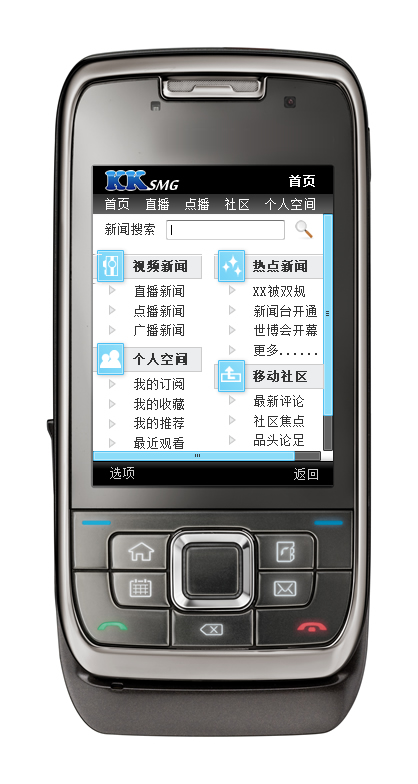 KKSMG 首页
首页 直播 点播 社区 个人空间
新闻搜索
视频新闻
直播新闻
点播新闻
广播新闻
个人空间
我的订阅
我的收藏
我的推荐
最近观看
热点新闻
XX被双规
新闻台开通
世博会开幕
更多......
移动社区
最新评论
社区焦点
品头论足
选项 返回